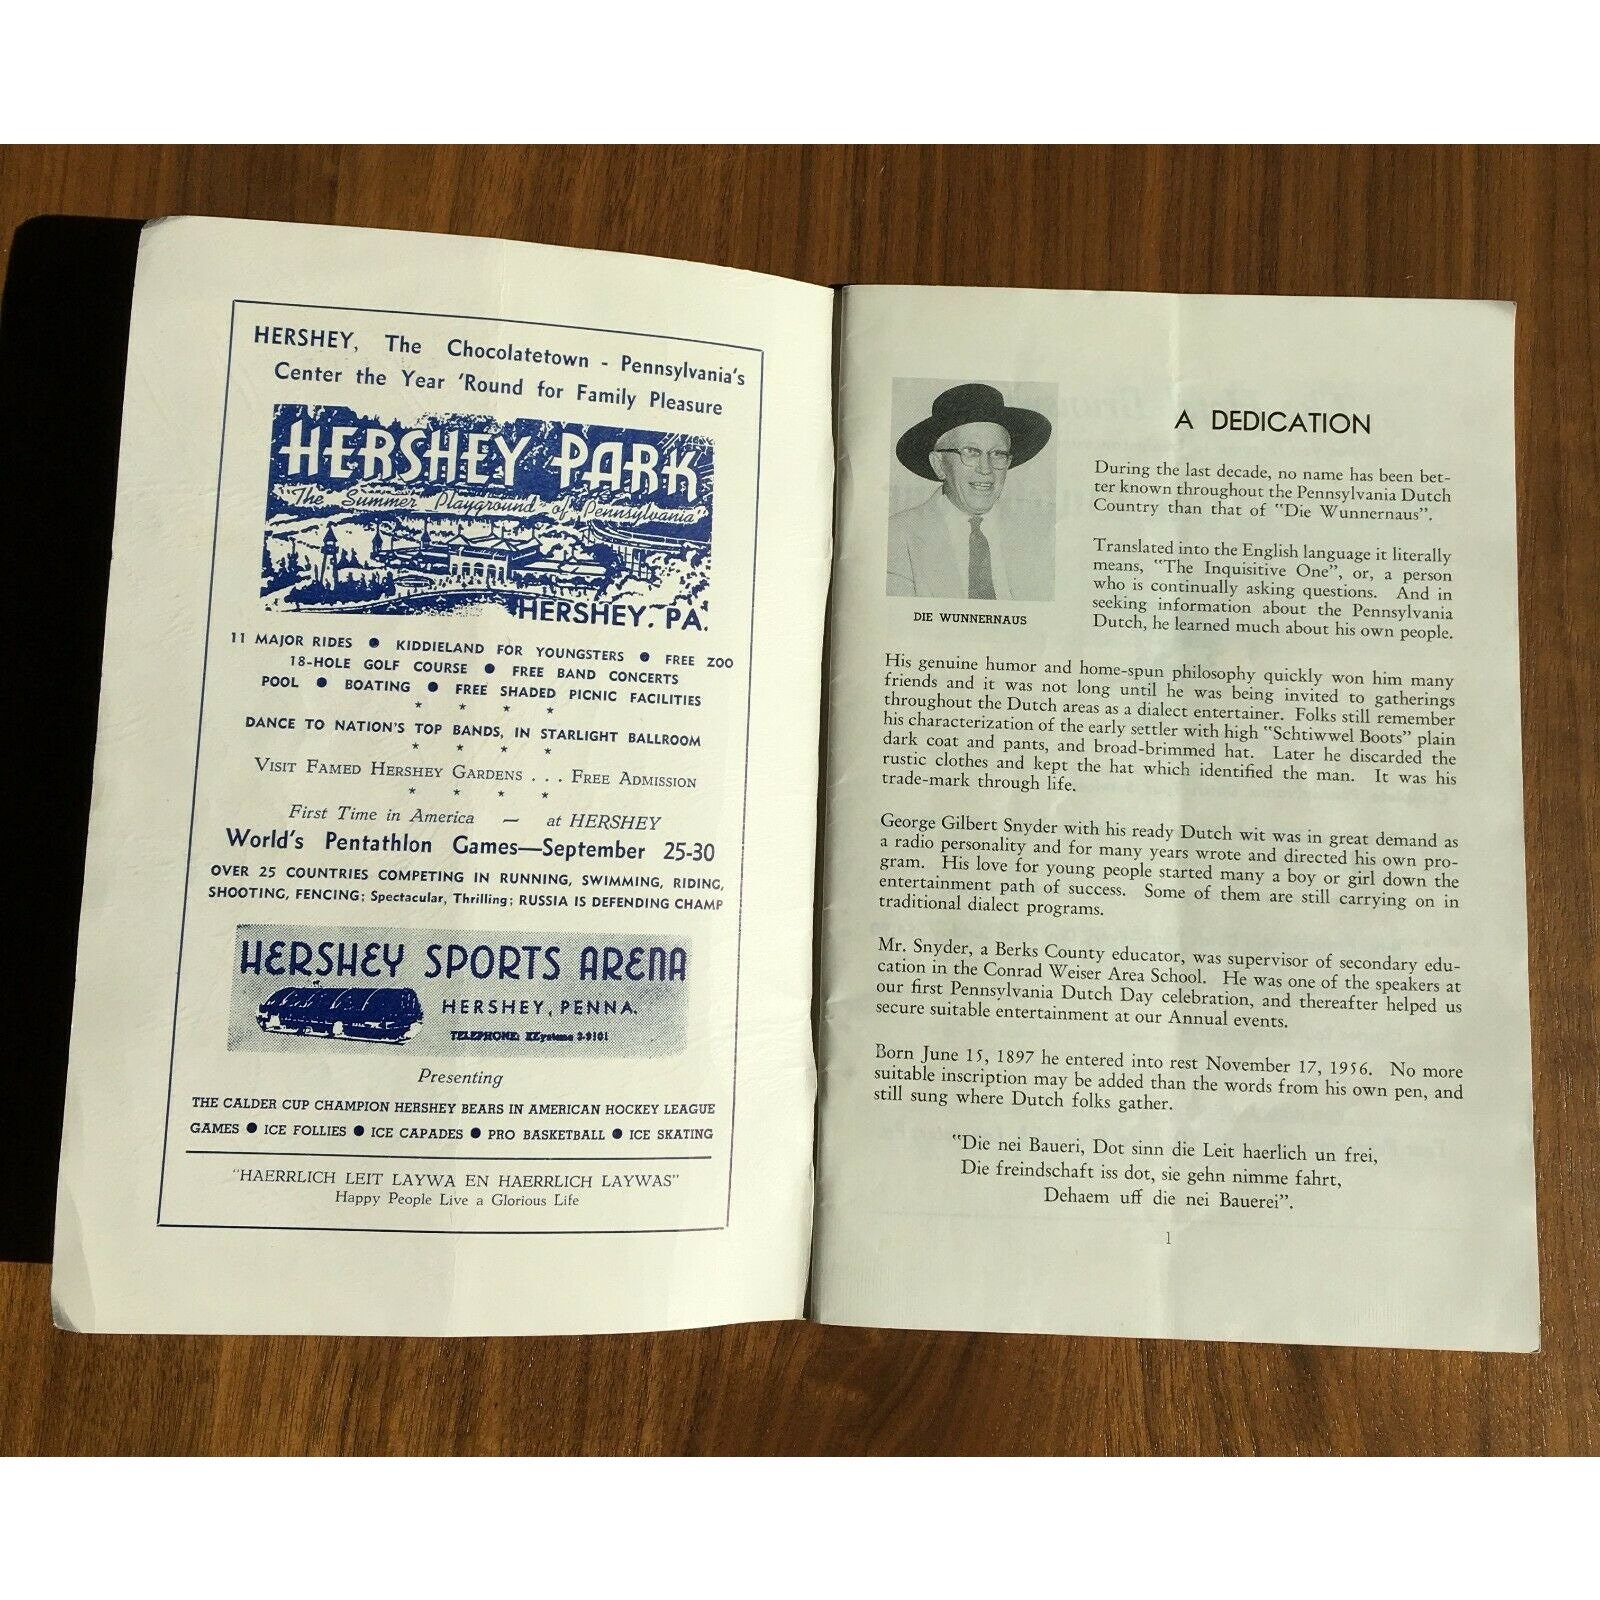 HERSHEY, The Chocolatetown - Pennsylvania's
Center the Year 'Round for Family Pleasure
HERSHEY PARK
"The Summer Playground of Pennsylvania"
HERSHEY, PA.
11 MAJOR RIDES ● KIDDIELAND FOR YOUNGSTERS ● FREE ZOO
18-HOLE GOLF COURSE ● FREE BAND CONCERTS
POOL ● BOATING ● FREE SHADED PICNIC FACILITIES
* * * *
DANCE TO NATION'S TOP BANDS, IN STARLIGHT BALLROOM
* * * *
VISIT FAMED HERSHEY GARDENS . . . FREE ADMISSION
* * * *
First Time in America — at HERSHEY
World's Pentathlon Games—September 25-30
OVER 25 COUNTRIES COMPETING IN RUNNING, SWIMMING, RIDING,
SHOOTING, FENCING; Spectacular, Thrilling; RUSSIA IS DEFENDING CHAMP
HERSHEY SPORTS ARENA
HERSHEY, PENNA.
TELEPHONE: KEystone 3-9101
Presenting
THE CALDER CUP CHAMPION HERSHEY BEARS IN AMERICAN HOCKEY LEAGUE
GAMES ● ICE FOLLIES ● ICE CAPADES ● PRO BASKETBALL ● ICE SKATING
"HAERRLICH LEIT LAYWA EN HAERRLICH LAYWAS"
Happy People Live a Glorious Life
DIE WUNNERNAUS
A DEDICATION
During the last decade, no name has been bet-
ter known throughout the Pennsylvania Dutch
Country than that of "Die Wunnernaus".
Translated into the English language it literally
means, "The Inquisitive One", or, a person
who is continually asking questions. And in
seeking information about the Pennsylvania
Dutch, he learned much about his own people.
His genuine humor and home-spun philosophy quickly won him many
friends and it was not long until he was being invited to gatherings
throughout the Dutch areas as a dialect entertainer. Folks still remember
his characterization of the early settler with high "Schtiwwel Boots" plain
dark coat and pants, and broad-brimmed hat. Later he discarded the
rustic clothes and kept the hat which identified the man. It was his
trade-mark through life.
George Gilbert Snyder with his ready Dutch wit was in great demand as
a radio personality and for many years wrote and directed his own pro-
gram. His love for young people started many a boy or girl down the
entertainment path of success. Some of them are still carrying on in
traditional dialect programs.
Mr. Snyder, a Berks County educator, was supervisor of secondary edu-
cation in the Conrad Weiser Area School. He was one of the speakers at
our first Pennsylvania Dutch Day celebration, and thereafter helped us
secure suitable entertainment at our Annual events.
Born June 15, 1897 he entered into rest November 17, 1956. No more
suitable inscription may be added than the words from his own pen, and
still sung where Dutch folks gather.
"Die nei Baueri, Dot sinn die Leit haerlich un frei,
Die freindschaft iss dot, sie gehn nimme fahrt,
Dehaem uff die nei Bauerei".
1